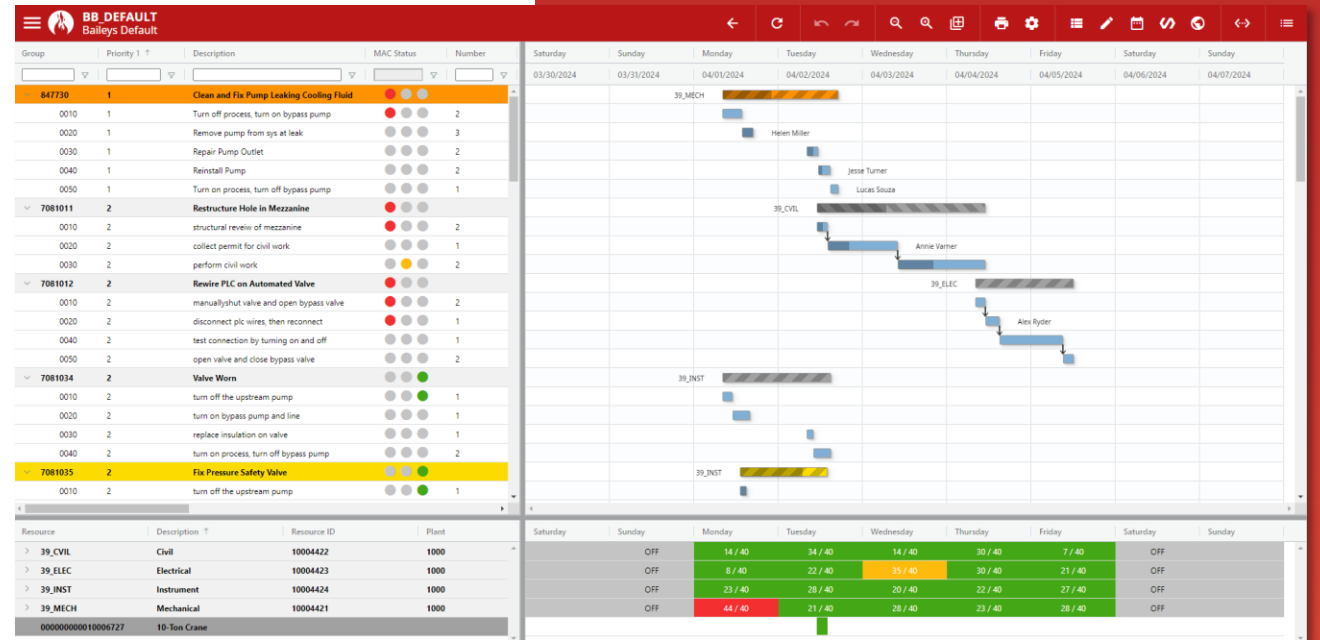 BB_DEFAULT
Baileys Default
Group Priority 1 Description MAC Status Number Saturday Sunday Monday Tuesday Wednesday Thursday Friday Saturday Sunday
03/30/2024 03/31/2024 04/01/2024 04/02/2024 04/03/2024 04/04/2024 04/05/2024 04/06/2024 04/07/2024
847730 1 Clean and Fix Pump Leaking Cooling Fluid 39_MECH
0010 1 Turn off process, turn on bypass pump 2
0020 1 Remove pump from sys at leak 3 Helen Miller
0030 1 Repair Pump Outlet 2
0040 1 Reinstall Pump 2 Jesse Turner
0050 1 Turn on process, turn off bypass pump 1 Lucas Souza
7081011 2 Restructure Hole in Mezzanine 39_CVIL
0010 2 structural reveiw of mezzanine 2
0020 2 collect permit for civil work 1 Annie Varner
0030 2 perform civil work 2
7081012 2 Rewire PLC on Automated Valve 39_ELEC
0010 2 manuallyshut valve and open bypass valve 2
0020 2 disconnect plc wires, then reconnect 1 Alex Ryder
0040 2 test connection by turning on and off 1
0050 2 open valve and close bypass valve 2
7081034 2 Valve Worn 39_INST
0010 2 turn off the upstream pump 1
0020 2 turn on bypass pump and line 1
0030 2 replace insulation on valve 1
0040 2 turn on process, turn off bypass pump 2
7081035 2 Fix Pressure Safety Valve 39_INST
0010 2 turn off the upstream pump 1
Resource Description Resource ID Plant Saturday Sunday Monday Tuesday Wednesday Thursday Friday Saturday Sunday
39_CVIL Civil 10004422 1000 OFF 14 / 40 34 / 40 14 / 40 30 / 40 7 / 40 OFF
39_ELEC Electrical 10004423 1000 OFF 8 / 40 22 / 40 35 / 40 30 / 40 21 / 40 OFF
39_INST Instrument 10004424 1000 OFF 23 / 40 28 / 40 20 / 40 22 / 40 27 / 40 OFF
39_MECH Mechanical 10004421 1000 OFF 44 / 40 21 / 40 28 / 40 23 / 40 28 / 40 OFF
000000000010006727 10-Ton Crane